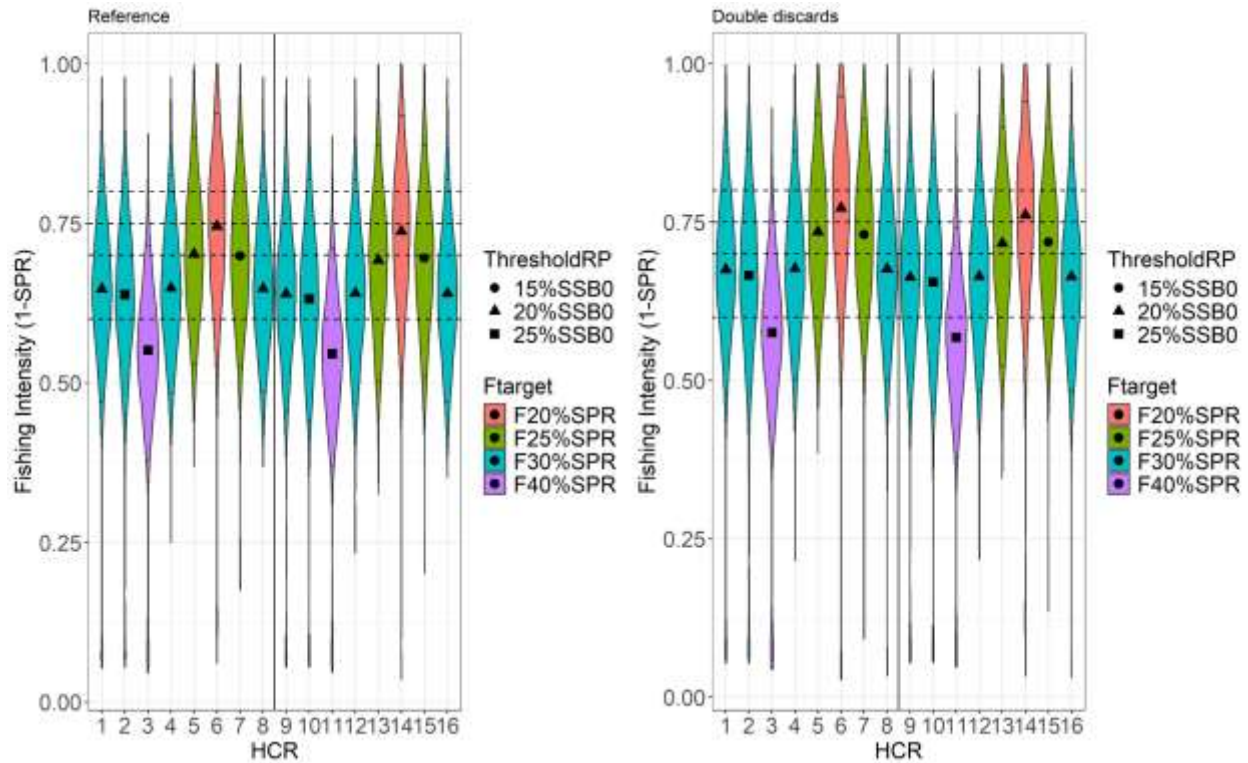 Reference
Fishing Intensity (1-SPR)
1.00
0.75
0.50
0.25
0.00
1 2 3 4 5 6 7 8 9 10 11 12 13 14 15 16
HCR
ThresholdRP
15%SSB0
20%SSB0
25%SSB0
Ftarget
F20%SPR
F25%SPR
F30%SPR
F40%SPR
Double discards
Fishing Intensity (1-SPR)
1.00
0.75
0.50
0.25
0.00
1 2 3 4 5 6 7 8 9 10 11 12 13 14 15 16
HCR
ThresholdRP
15%SSB0
20%SSB0
25%SSB0
Ftarget
F20%SPR
F25%SPR
F30%SPR
F40%SPR